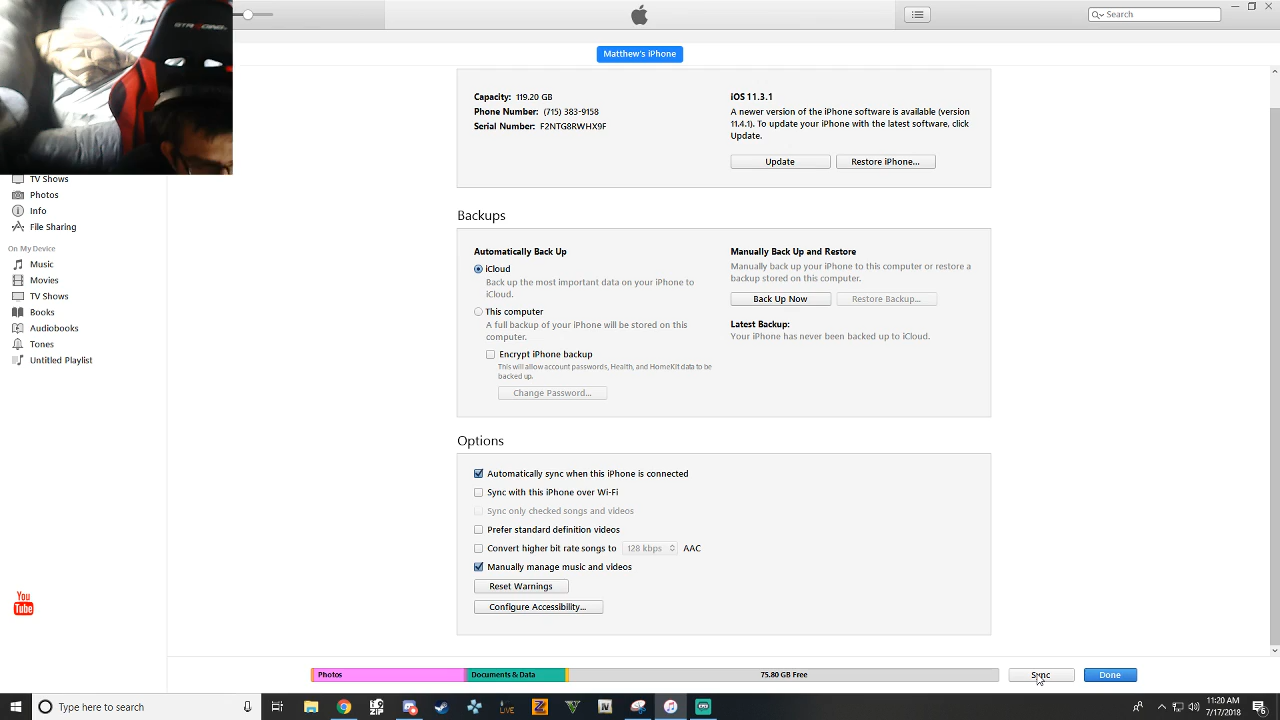 GTRACING
Search
Matthew's iPhone
Capacity: 119.20 GB
Phone Number: (715) 383-9158
Serial Number: F2NTG8RWHX9F
iOS 11.3.1
A newer version of the iPhone software is available (version
11.4.1). To update your iPhone with the latest software, click
Update.
Update
Restore iPhone...
TV Shows
Photos
Info
File Sharing
On My Device
Music
Movies
TV Shows
Books
Audiobooks
Tones
Untitled Playlist
Backups
Automatically Back Up
iCloud
Back up the most important data on your iPhone to
iCloud.
This computer
A full backup of your iPhone will be stored on this
computer.
Encrypt iPhone backup
This will allow account passwords, Health, and HomeKit data to be
backed up.
Change Password...
Manually Back Up and Restore
Manually back up your iPhone to this computer or restore a
backup stored on this computer.
Back Up Now
Restore Backup...
Latest Backup:
Your iPhone has never been backed up to iCloud.
Options
Automatically sync when this iPhone is connected
Sync with this iPhone over Wi-Fi
Sync only checked songs and videos
Prefer standard definition videos
Convert higher bit rate songs to 128 kbps AAC
Manually manage music and videos
Reset Warnings
Configure Accessibility...
You
Tube
Photos
Documents & Data
75.80 GB Free
Sync
Done
Type here to search
ZIP
LIVE
11:20 AM
7/17/2018